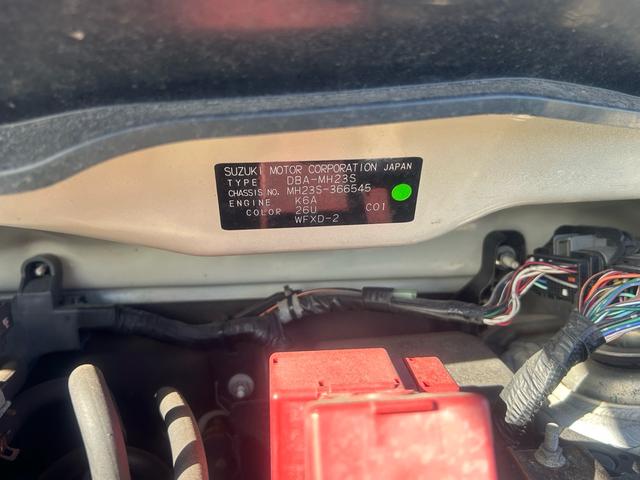 SUZUKI MOTOR CORPORATION JAPAN
TYPE DBA-MH23S
CHASSIS NO. MH23S-366545
ENGINE K6A
COLOR 26U C01
WFXD-2